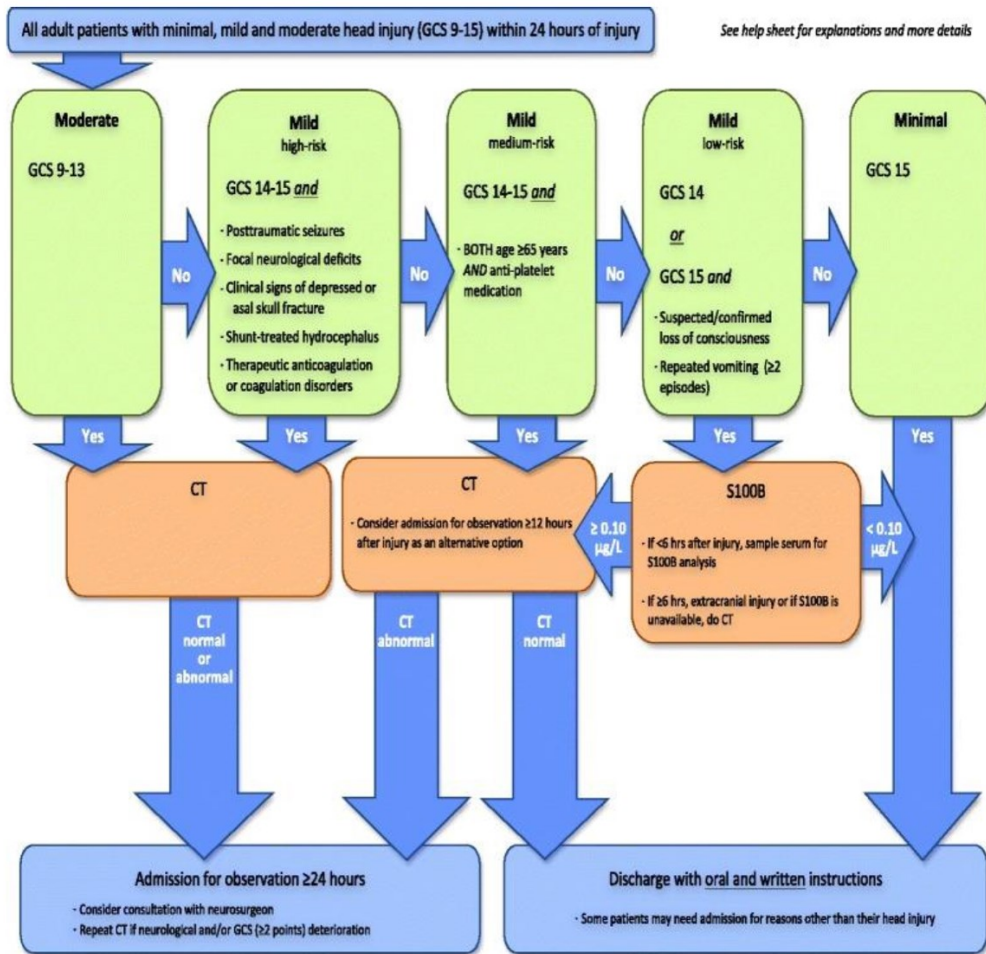 All adult patients with minimal, mild and moderate head injury (GCS 9-15) within 24 hours of injury
See help sheet for explanations and more details
Moderate
GCS 9-13
No
Mild
high-risk
GCS 14-15 and
· Posttraumatic seizures
· Focal neurological deficits
· Clinical signs of depressed or
asal skull fracture
· Shunt-treated hydrocephalus
· Therapeutic anticoagulation
or coagulation disorders
No
Mild
medium-risk
GCS 14-15 and
· BOTH age ≥65 years
AND anti-platelet
medication
No
Mild
low-risk
GCS 14
or
GCS 15 and
· Suspected/confirmed
loss of consciousness
· Repeated vomiting (≥2
episodes)
No
Minimal
GCS 15
Yes
Yes
Yes
Yes
Yes
CT
CT
· Consider admission for observation ≥12 hours
after injury as an alternative option
≥ 0.10
µg/L
S100B
· If <6 hrs after injury, sample serum for
S100B analysis
· If ≥6 hrs, extracranial injury or if S100B is
unavailable, do CT
< 0.10
µg/L
CT
normal
or
abnormal
CT
abnormal
CT
normal
Admission for observation ≥24 hours
· Consider consultation with neurosurgeon
· Repeat CT if neurological and/or GCS (≥2 points) deterioration
Discharge with oral and written instructions
· Some patients may need admission for reasons other than their head injury